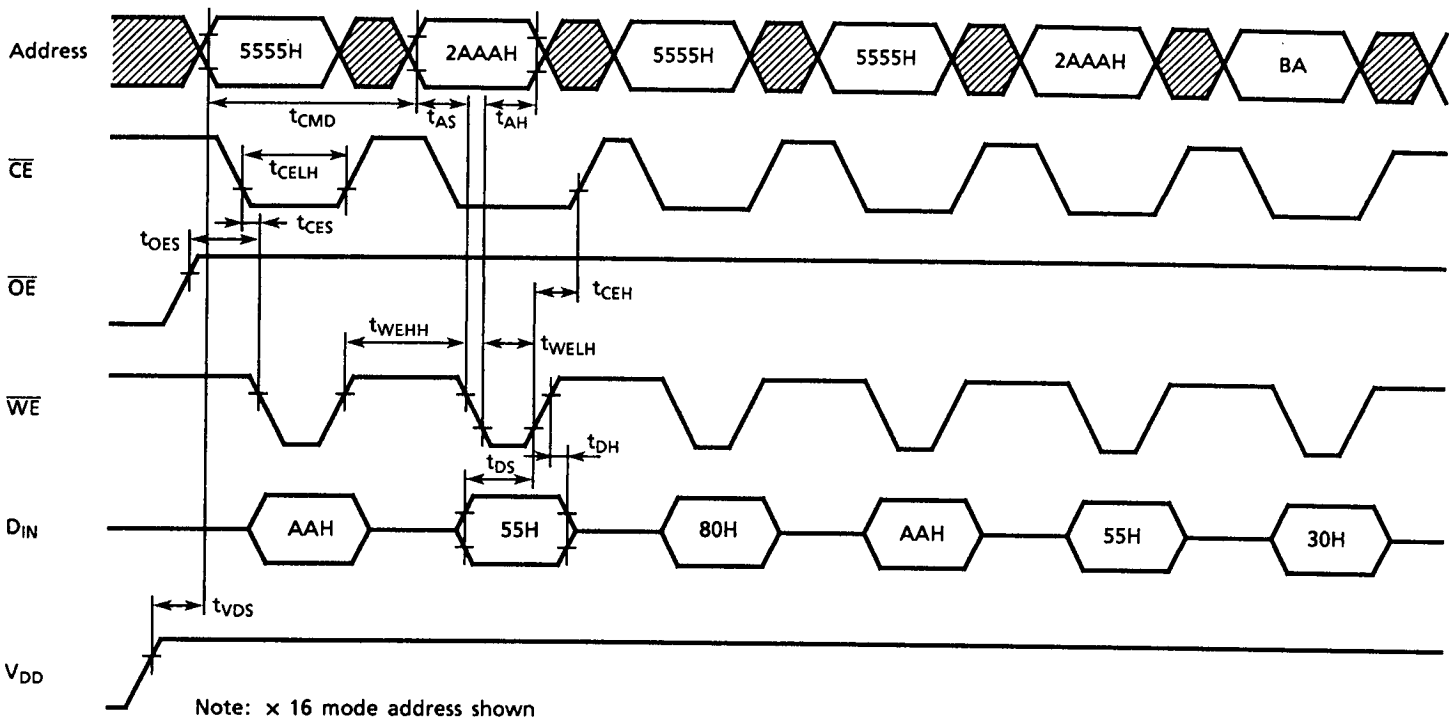 Address 5555H 2AAAH 5555H 5555H 2AAAH BA
tCMD tAS tAH
CE tCELH
tCES
tOES
OE tCEH
tWEHH tWELH
WE
tDS tDH
DIN AAH 55H 80H AAH 55H 30H
tVDS
VDD
Note: × 16 mode address shown